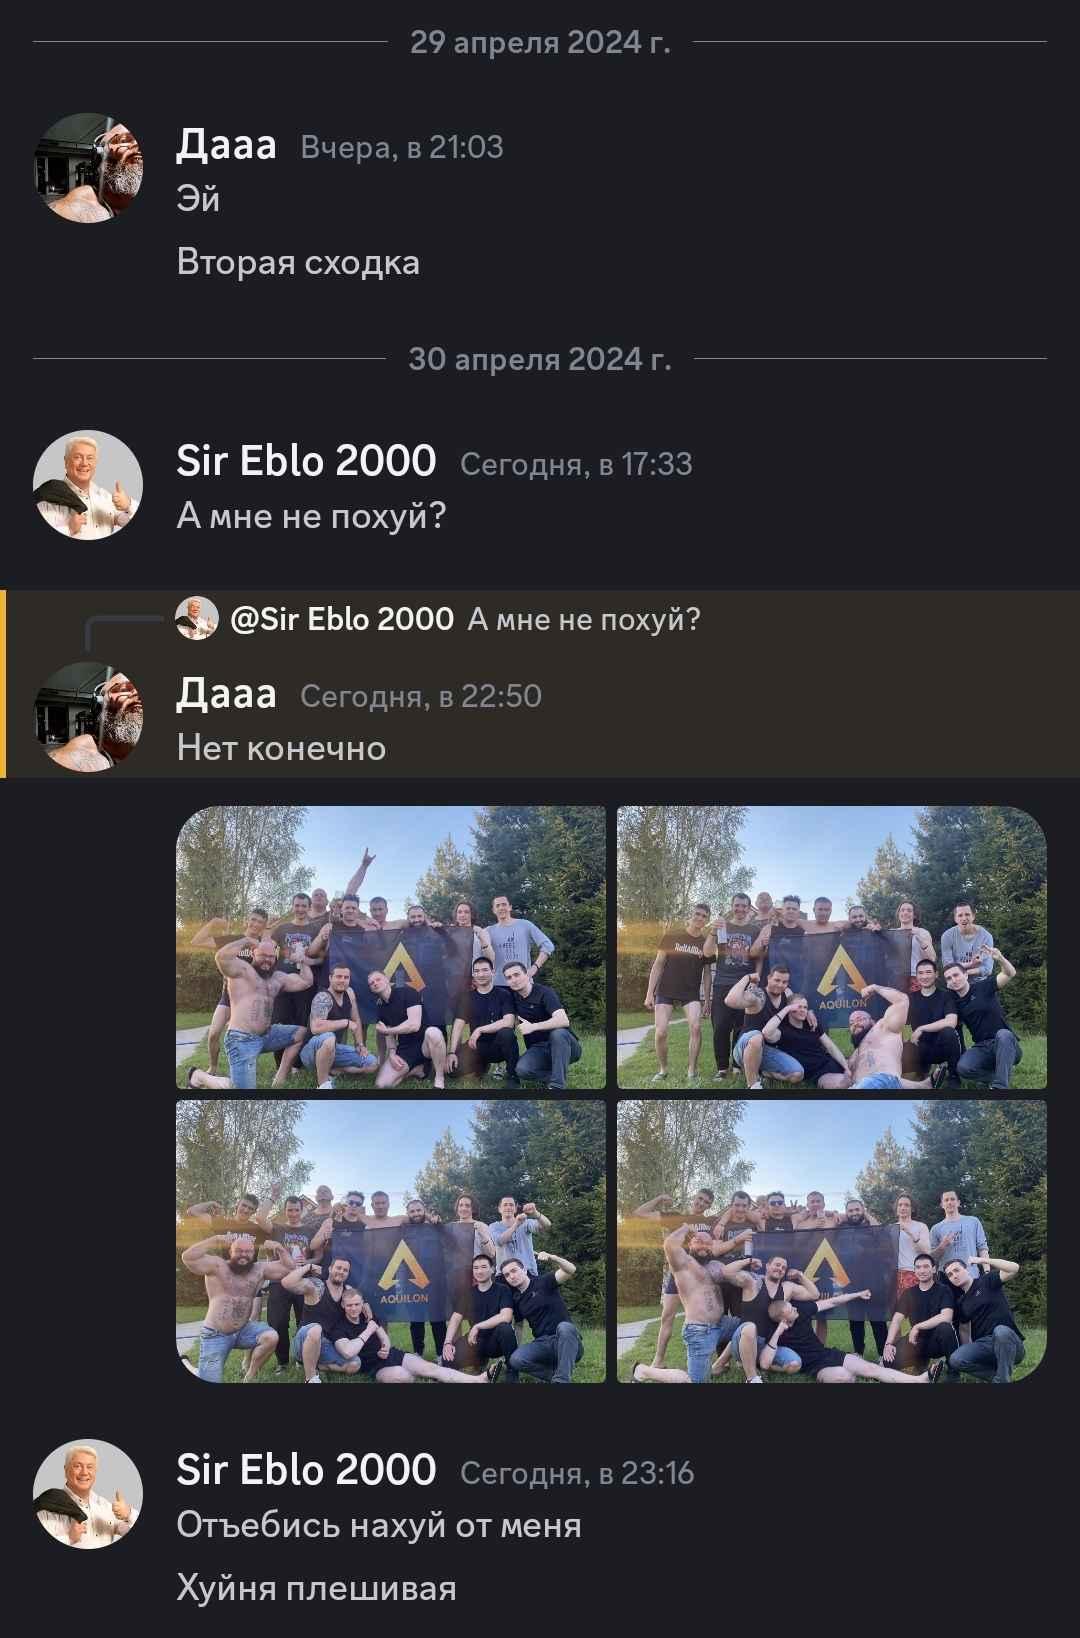 29 апреля 2024 г.
Дааа Вчера, в 21:03
Эй
Вторая сходка
30 апреля 2024 г.
Sir Eblo 2000 Сегодня, в 17:33
А мне не похуй?
@Sir Eblo 2000 А мне не похуй?
Дааа Сегодня, в 22:50
Нет конечно
AQUILON
AQUILON
Sir Eblo 2000 Сегодня, в 23:16
Отъебись нахуй от меня
Хуйня плешивая